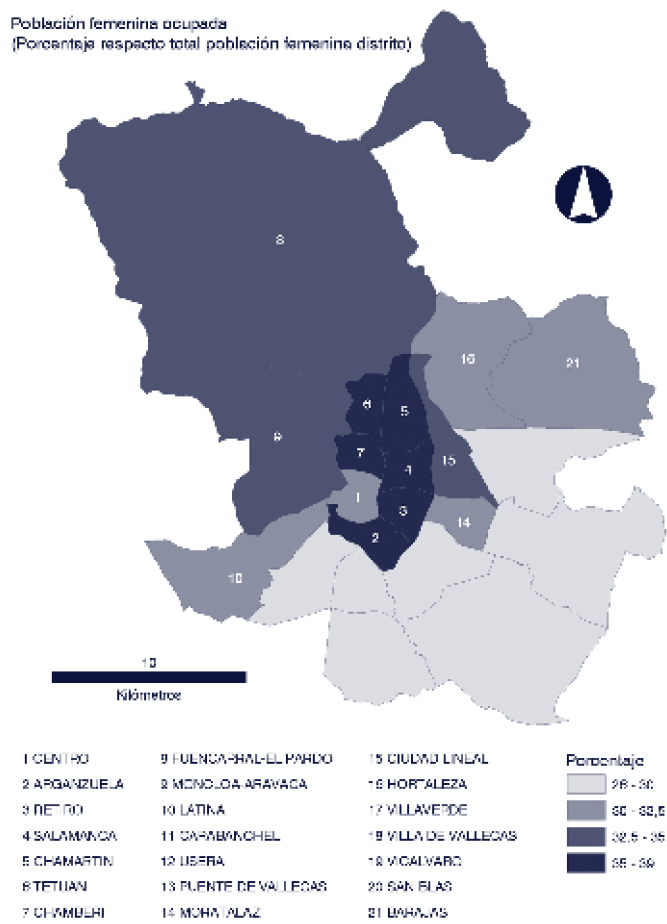 Población femenina ocupada
(Porcentaje respecto total población femenina distrito)
8
16
21
6
5
9
7
4
15
1
3
14
2
10
10
Kilómetros
1 CENTRO
2 ARGANZUELA
3 RETIRO
4 SALAMANCA
5 CHAMARTIN
6 TETUAN
7 CHAMBERI
8 FUENCARRAL-EL PARDO
9 MONCLOA-ARAVACA
10 LATINA
11 CARABANCHEL
12 USERA
13 PUENTE DE VALLECAS
14 MORATALAZ
15 CIUDAD LINEAL
16 HORTALEZA
17 VILLAVERDE
18 VILLA DE VALLECAS
19 VICALVARO
20 SAN BLAS
21 BARAJAS
Porcentaje
26 - 30
30 - 32,5
32,5 - 35
35 - 39